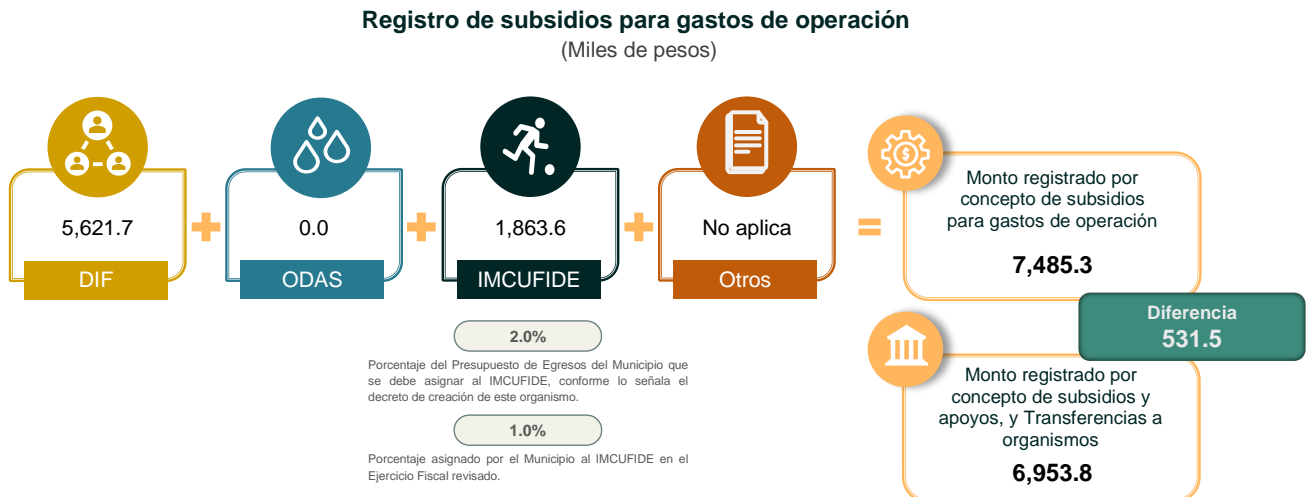 Registro de subsidios para gastos de operación
(Miles de pesos)
5,621.7
DIF
0.0
ODAS
1,863.6
IMCUFIDE
No aplica
Otros
Monto registrado por
concepto de subsidios
para gastos de operación
7,485.3
Diferencia
531.5
Monto registrado por
concepto de subsidios y
apoyos, y Transferencias a
organismos
6,953.8
2.0%
Porcentaje del Presupuesto de Egresos del Municipio que
se debe asignar al IMCUFIDE, conforme lo señala el
decreto de creación de este organismo.
1.0%
Porcentaje asignado por el Municipio al IMCUFIDE en el
Ejercicio Fiscal revisado.